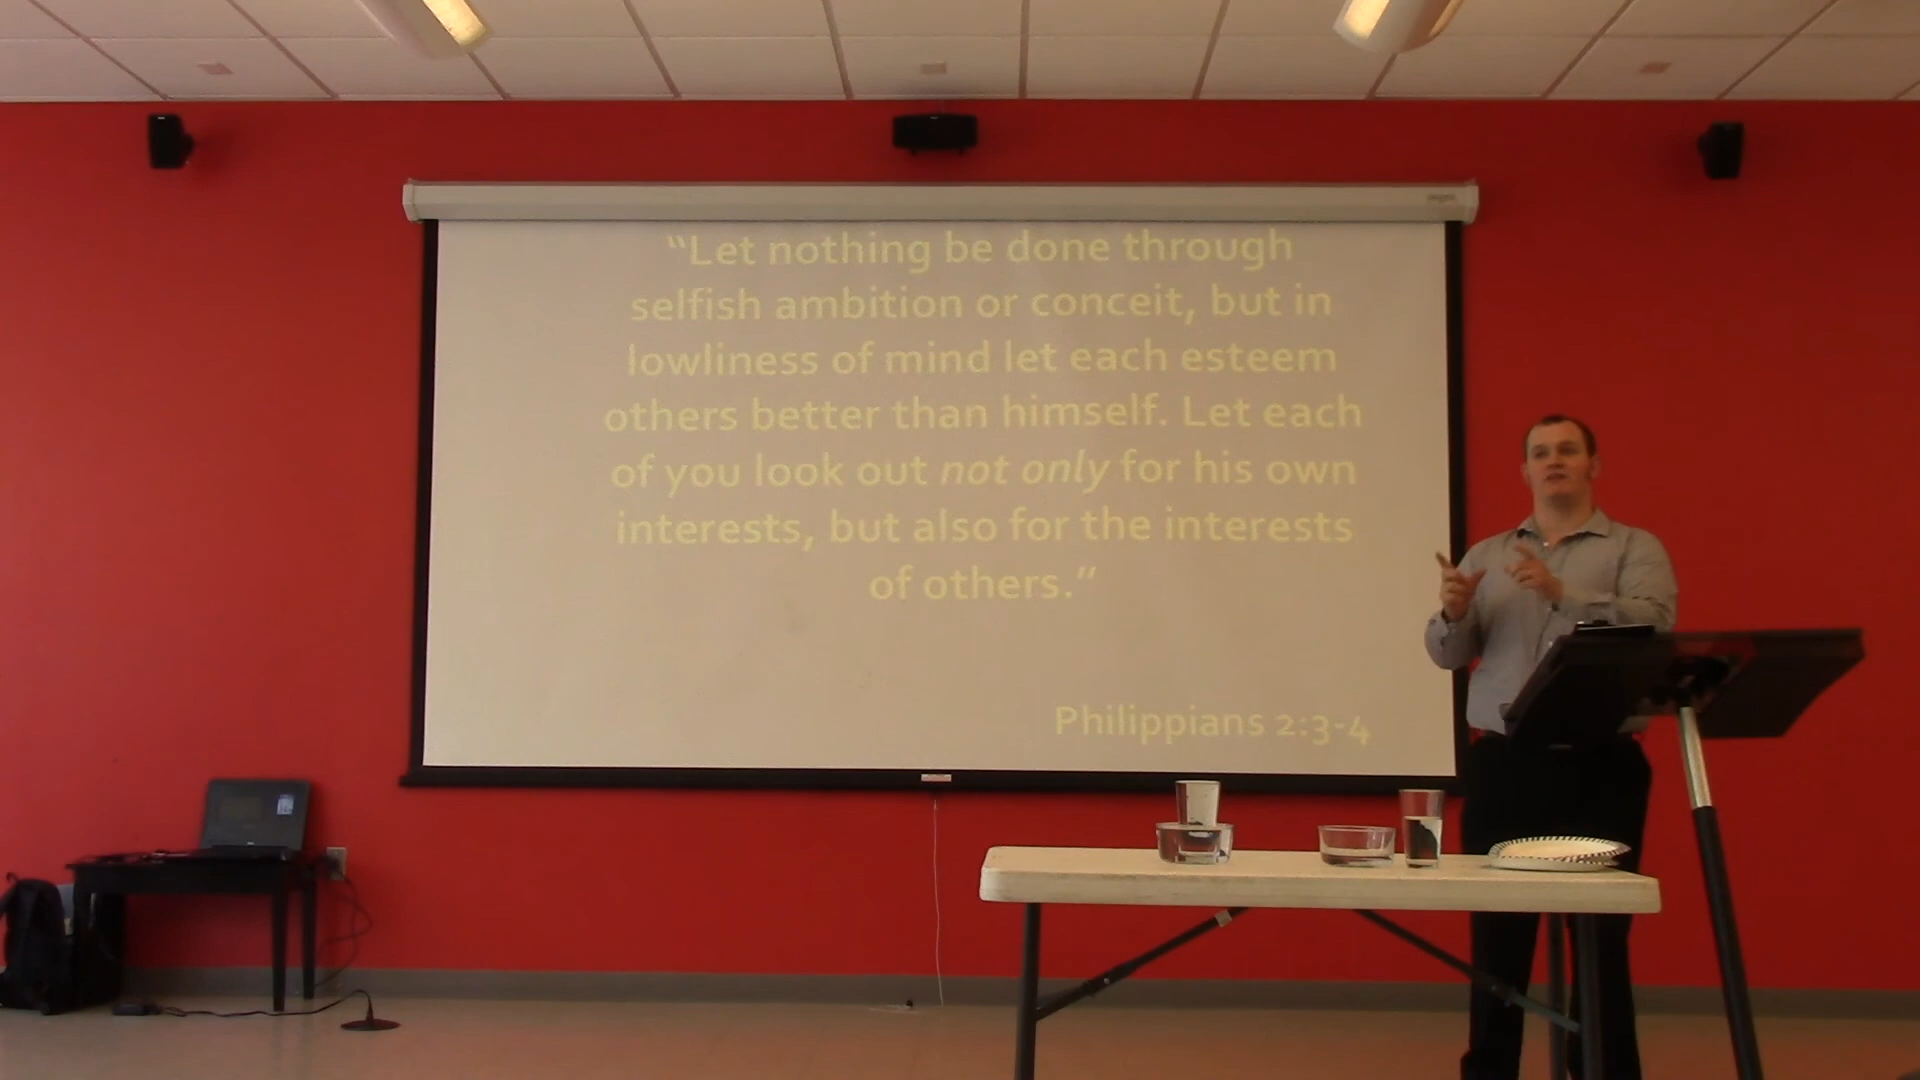 “Let nothing be done through
selfish ambition or conceit, but in
lowliness of mind let each esteem
others better than himself. Let each
of you look out not only for his own
interests, but also for the interests
of others.”
Philippians 2:3-4